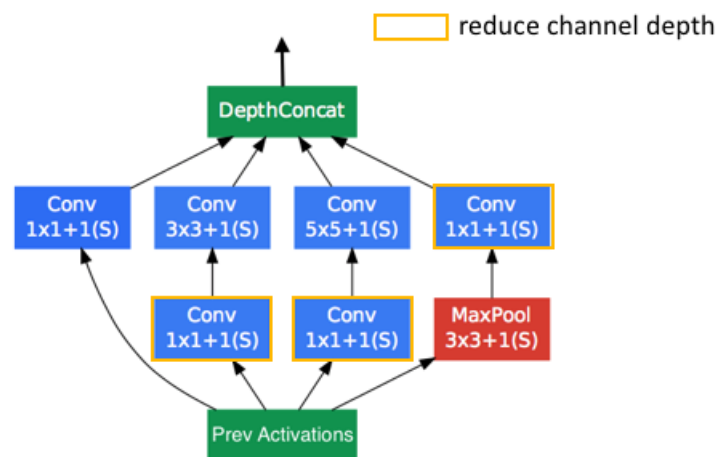 reduce channel depth
DepthConcat
Conv
1x1+1(S)
Conv
3x3+1(S)
Conv
5x5+1(S)
Conv
1x1+1(S)
Conv
1x1+1(S)
Conv
1x1+1(S)
MaxPool
3x3+1(S)
Prev Activations